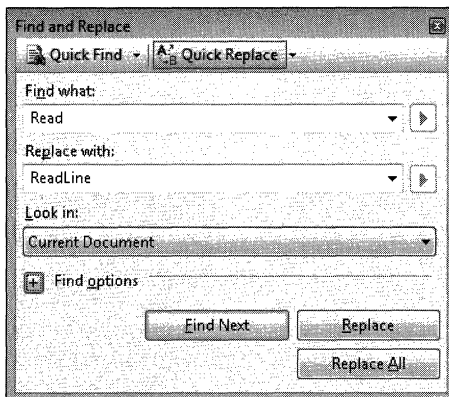 Find and Replace
Quick Find Quick Replace
Find what:
Read
Replace with:
ReadLine
Look in:
Current Document
Find options
Find Next Replace
Replace All